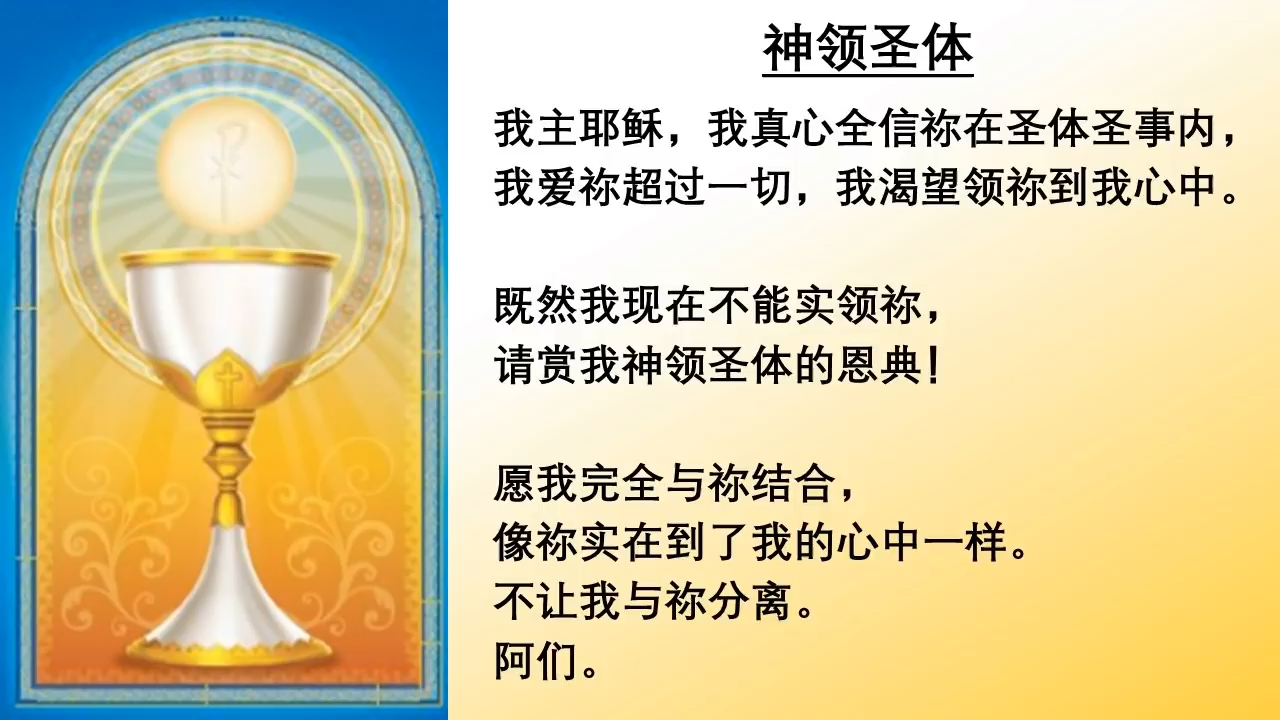 神领圣体
我主耶稣，我真心全信祢在圣体圣事内，
我爱祢超过一切，我渴望领祢到我心中。
既然我现在不能实领祢，
请赏我神领圣体的恩典！
愿我完全与祢结合，
像祢实在到了我的心中一样。
不让我与祢分离。
阿们。